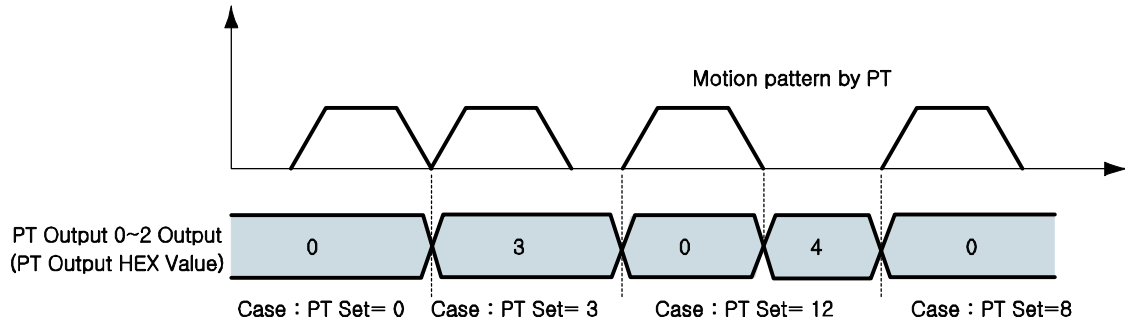 Motion pattern by PT
PT Output 0~2 Output
(PT Output HEX Value)
0
3
0
4
0
Case : PT Set= 0
Case : PT Set= 3
Case : PT Set= 12
Case : PT Set=8